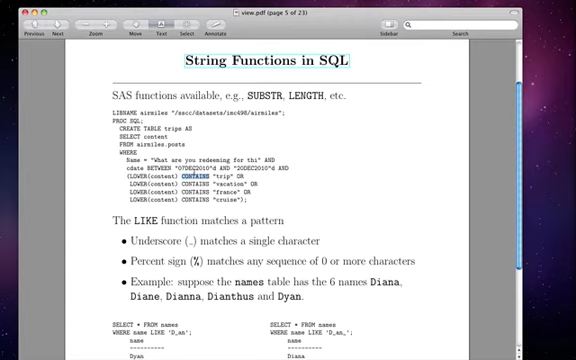 view.pdf (page 5 of 23)
Previous Next Zoom Move Text Select Annotate Sidebar Search
String Functions in SQL
SAS functions available, e.g., SUBSTR, LENGTH, etc.
LIBNAME airmiles "/sscc/datasets/imc498/airmiles";
PROC SQL;
CREATE TABLE trips AS
SELECT content
FROM airmiles.posts
WHERE
Name = "What are you redeeming for thi" AND
cdate BETWEEN "07DEC2010"d AND "20DEC2010"d AND
(LOWER(content) CONTAINS "trip" OR
LOWER(content) CONTAINS "vacation" OR
LOWER(content) CONTAINS "france" OR
LOWER(content) CONTAINS "cruise");
The LIKE function matches a pattern
• Underscore (_) matches a single character
• Percent sign (%) matches any sequence of 0 or more characters
• Example: suppose the names table has the 6 names Diana,
Diane, Dianna, Dianthus and Dyan.
SELECT * FROM names
WHERE name LIKE 'D_an';
name
----------
Dyan
SELECT * FROM names
WHERE name LIKE 'D_an_';
name
----------
Diana